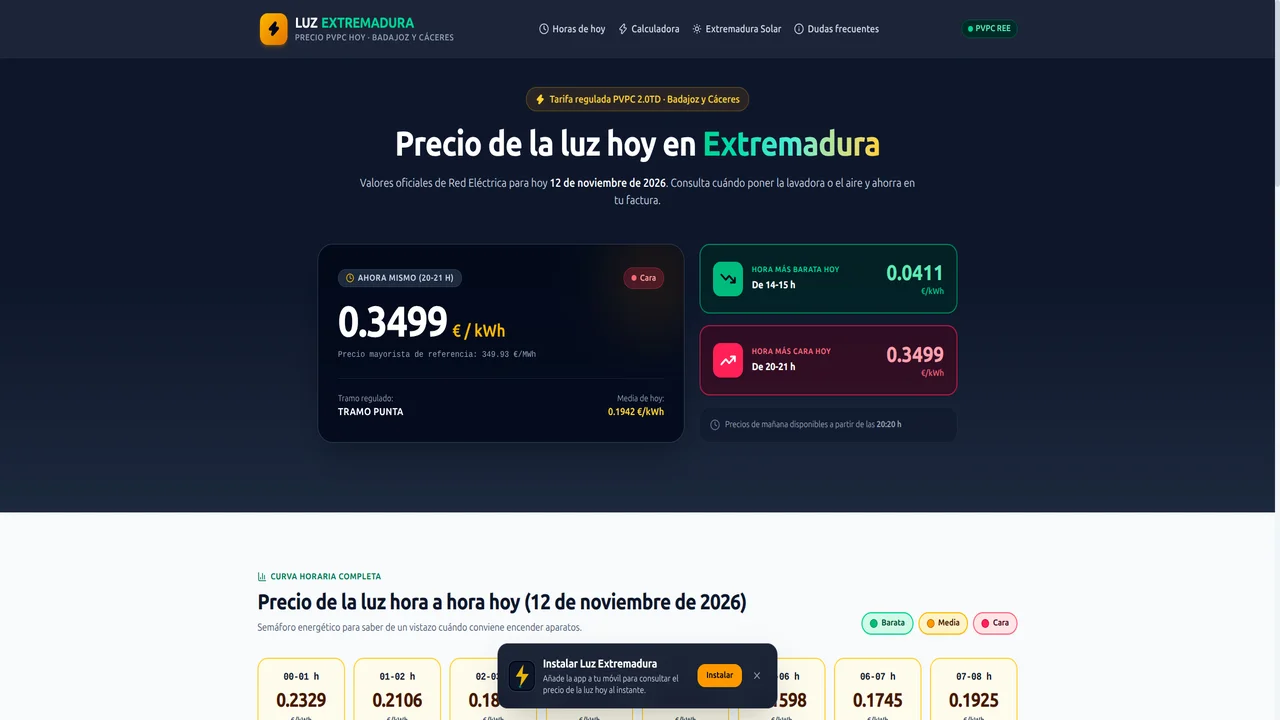 LUZ EXTREMADURA
PRECIO PVPC HOY · BADAJOZ Y CÁCERES
Horas de hoy
Calculadora
Extremadura Solar
Dudas frecuentes
PVPC REE
Tarifa regulada PVPC 2.0TD · Badajoz y Cáceres
Precio de la luz hoy en Extremadura
Valores oficiales de Red Eléctrica para hoy 12 de noviembre de 2026. Consulta cuándo poner la lavadora o el aire y ahorra en
tu factura.
AHORA MISMO (20-21 H)
Cara
0.3499 € / kWh
Precio mayorista de referencia: 349.93 €/MWh
Tramo regulado:
TRAMO PUNTA
Media de hoy:
0.1942 €/kWh
HORA MÁS BARATA HOY
De 14-15 h
0.0411
€/kWh
HORA MÁS CARA HOY
De 20-21 h
0.3499
€/kWh
Precios de mañana disponibles a partir de las 20:20 h
CURVA HORARIA COMPLETA
Precio de la luz hora a hora hoy (12 de noviembre de 2026)
Semáforo energético para saber de un vistazo cuándo conviene encender aparatos.
Barata
Media
Cara
00-01 h
0.2329
01-02 h
0.2106
06-07 h
0.1745
07-08 h
0.1925
Instalar Luz Extremadura
Añade la app a tu móvil para consultar el
precio de la luz hoy al instante.
Instalar